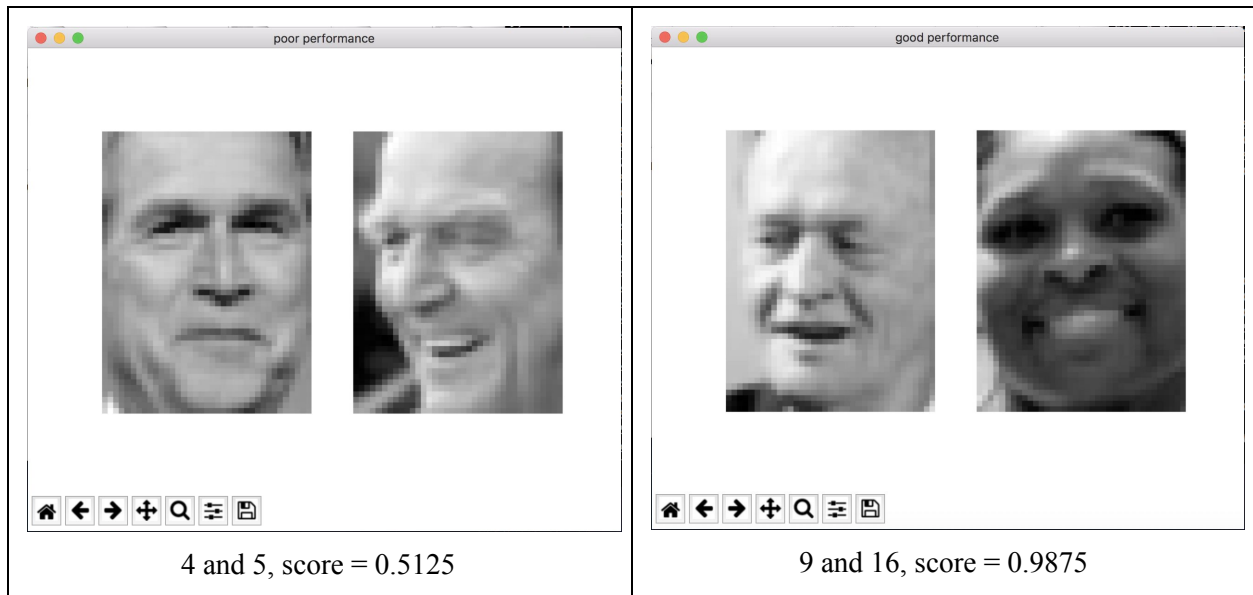 poor performance
good performance
4 and 5, score = 0.5125
9 and 16, score = 0.9875